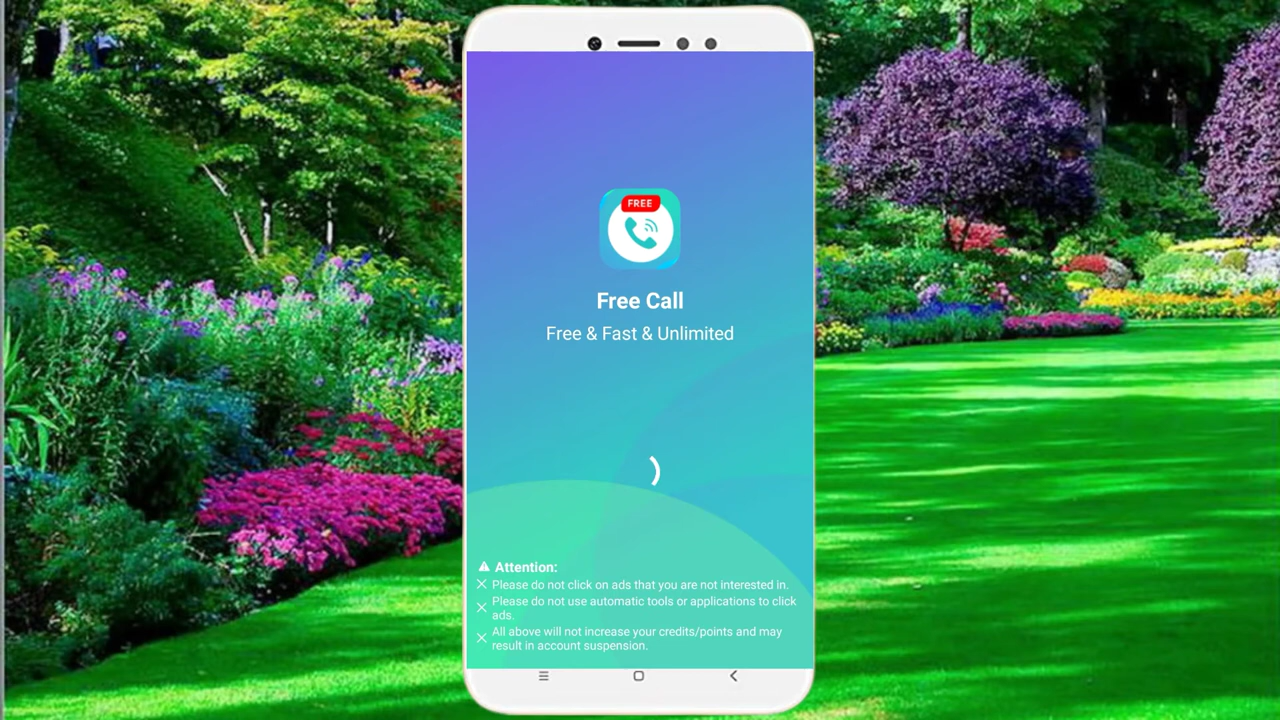 FREE
Free Call
Free & Fast & Unlimited
Attention:
Please do not click on ads that you are not interested in.
Please do not use automatic tools or applications to click
ads.
All above will not increase your credits/points and may
result in account suspension.